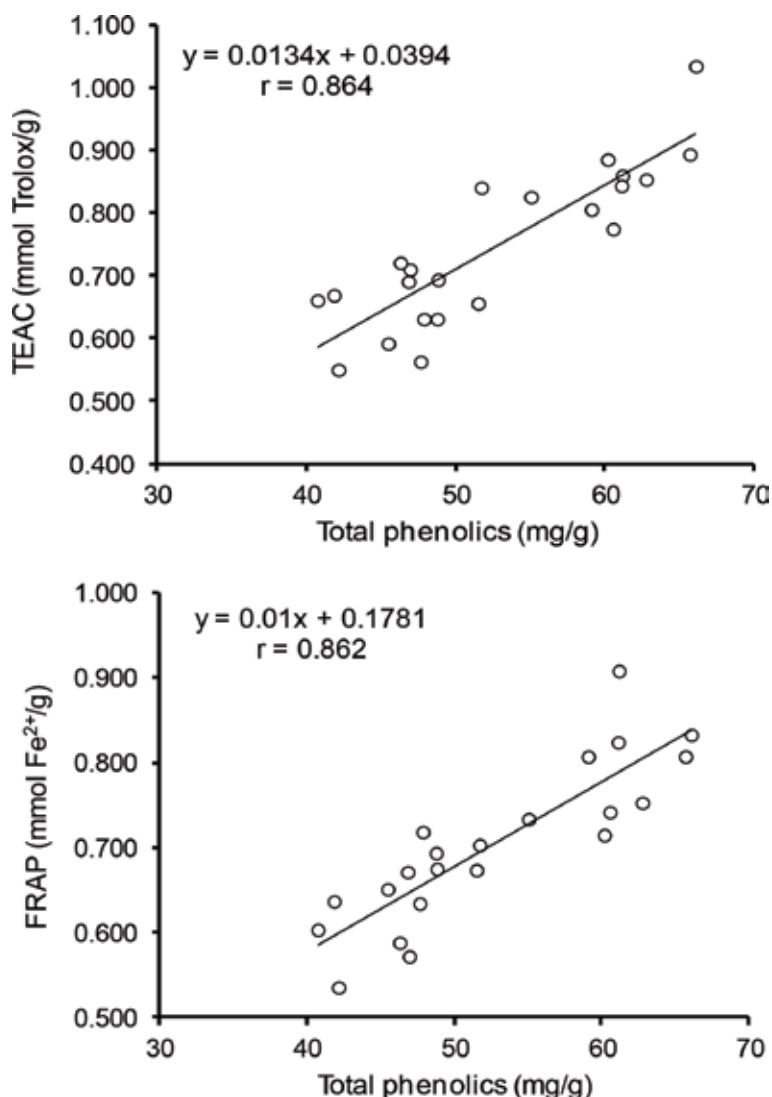 1.100
1.000
0.900
0.800
0.700
0.600
0.500
0.400
TEAC (mmol Trolox/g)
y = 0.0134x + 0.0394
r = 0.864
30 40 50 60 70
Total phenolics (mg/g)
1.000
0.900
0.800
0.700
0.600
0.500
FRAP (mmol Fe²⁺/g)
y = 0.01x + 0.1781
r = 0.862
30 40 50 60 70
Total phenolics (mg/g)